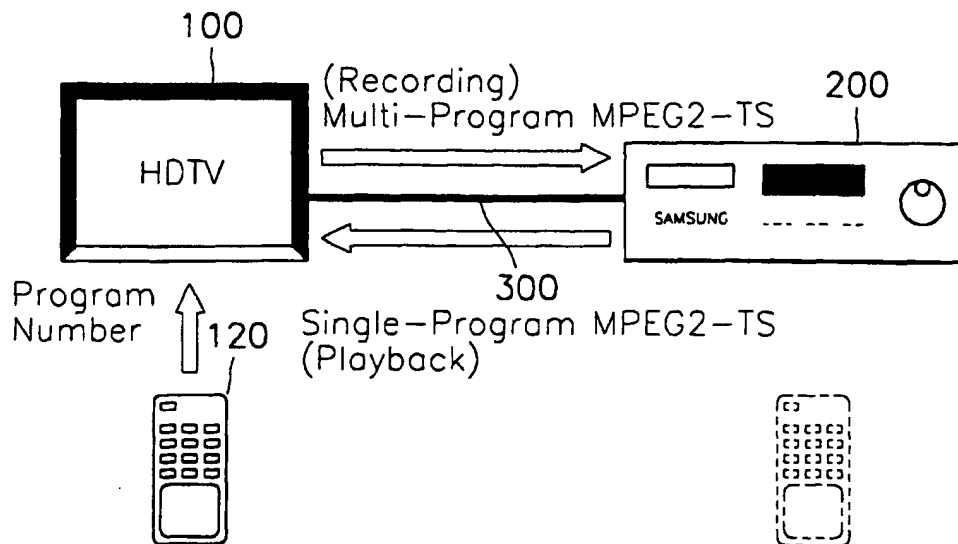 100
(Recording)
Multi-Program MPEG2-TS
200
HDTV
SAMSUNG
300
Program
Number
120
Single-Program MPEG2-TS
(Playback)